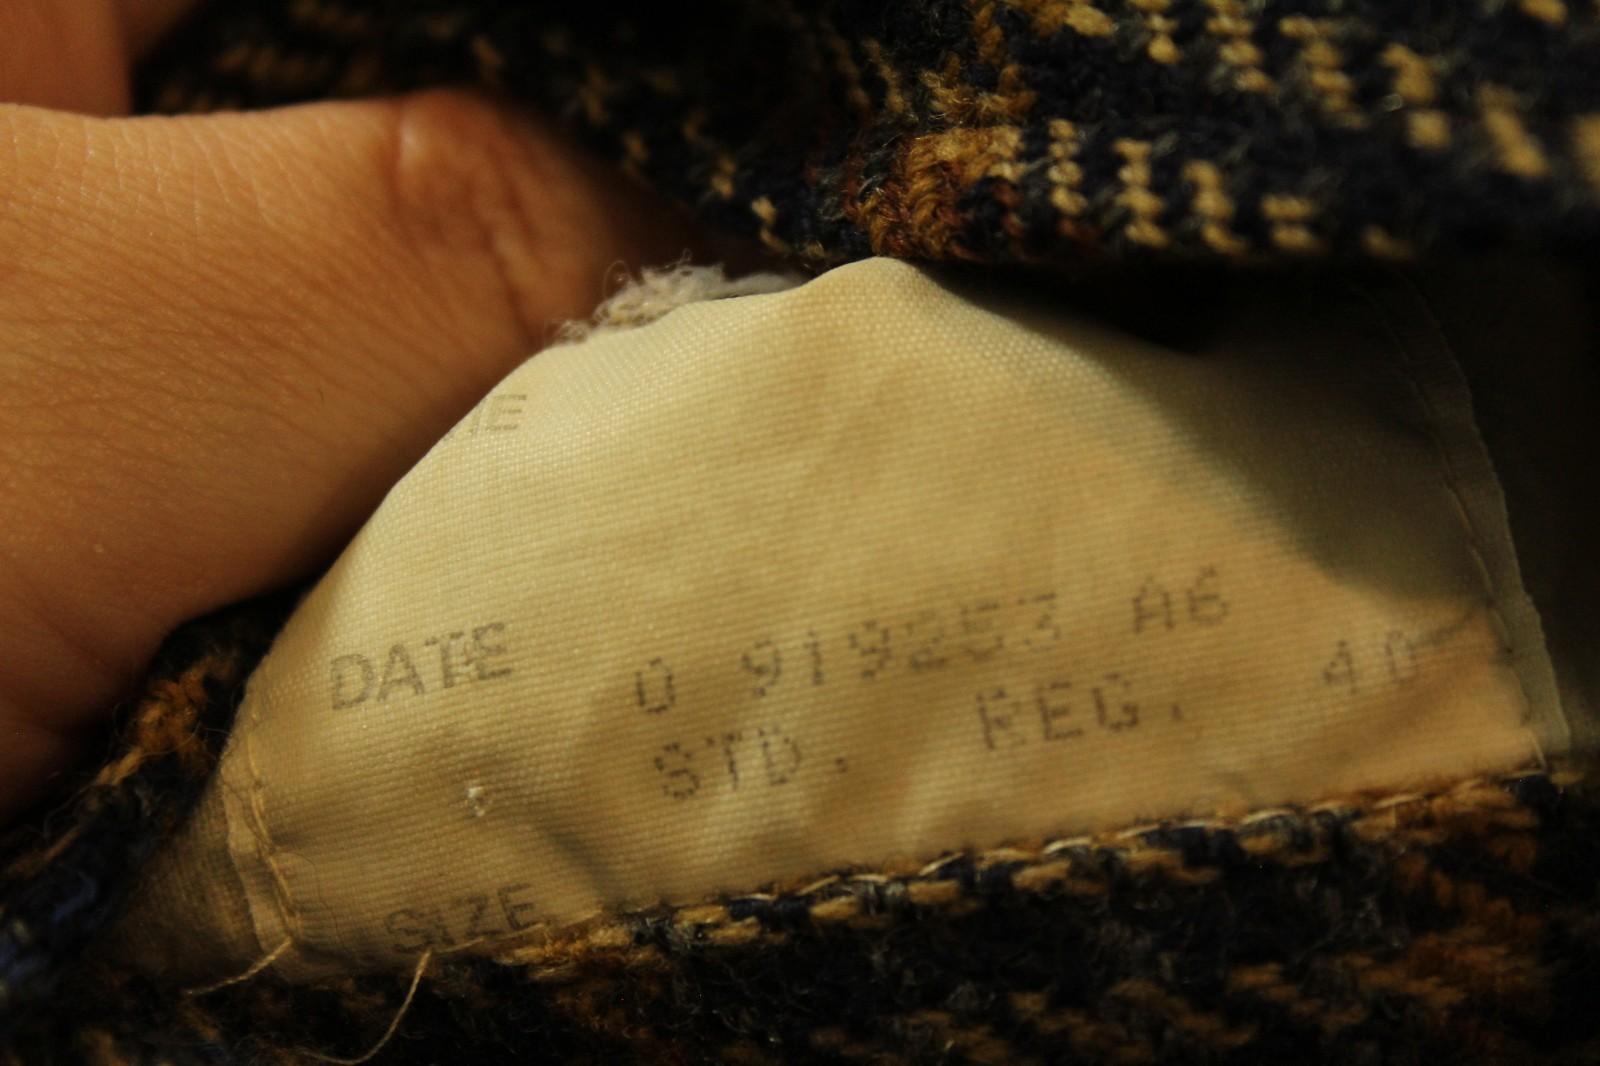 DATE 0 919253 A6
STD. REG. 40
SIZE